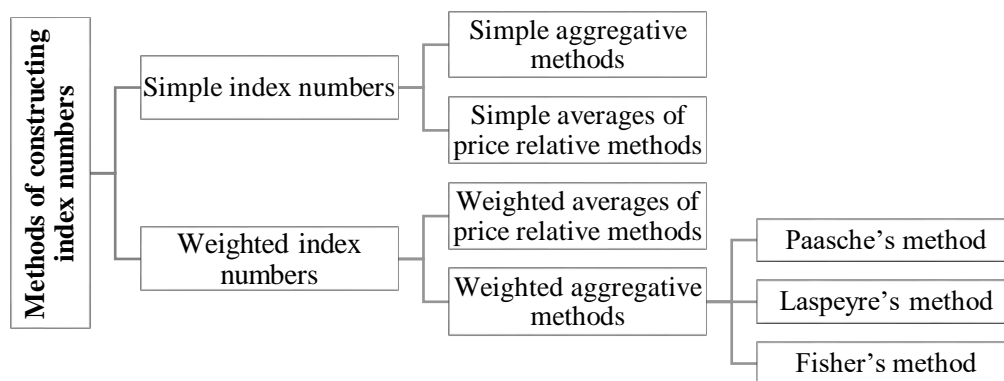 Methods of constructing
index numbers
Simple index numbers
Simple aggregative
methods
Simple averages of
price relative methods
Weighted index
numbers
Weighted averages of
price relative methods
Weighted aggregative
methods
Paasche’s method
Laspeyre’s method
Fisher’s method